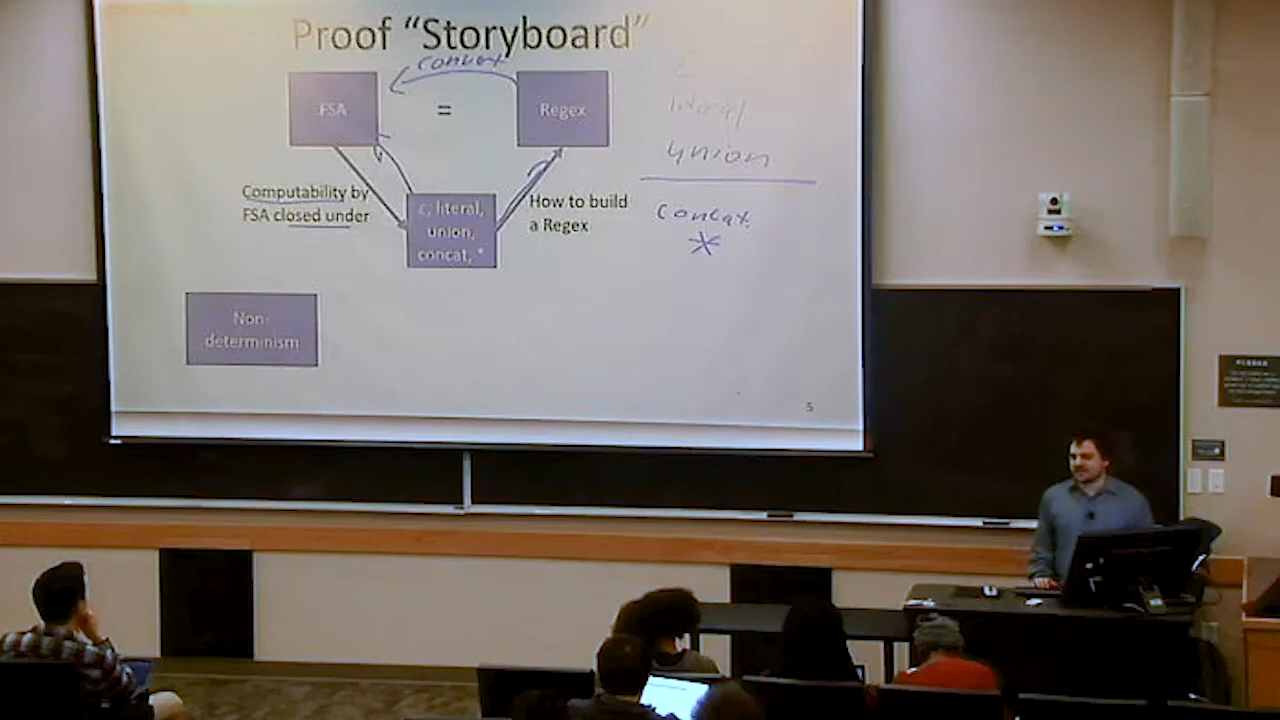 Proof “Storyboard”
concat
FSA
=
Regex
literal
union
Computability by
FSA closed under
ε, literal,
union,
concat, *
How to build
a Regex
concat
*
Non-
determinism
5